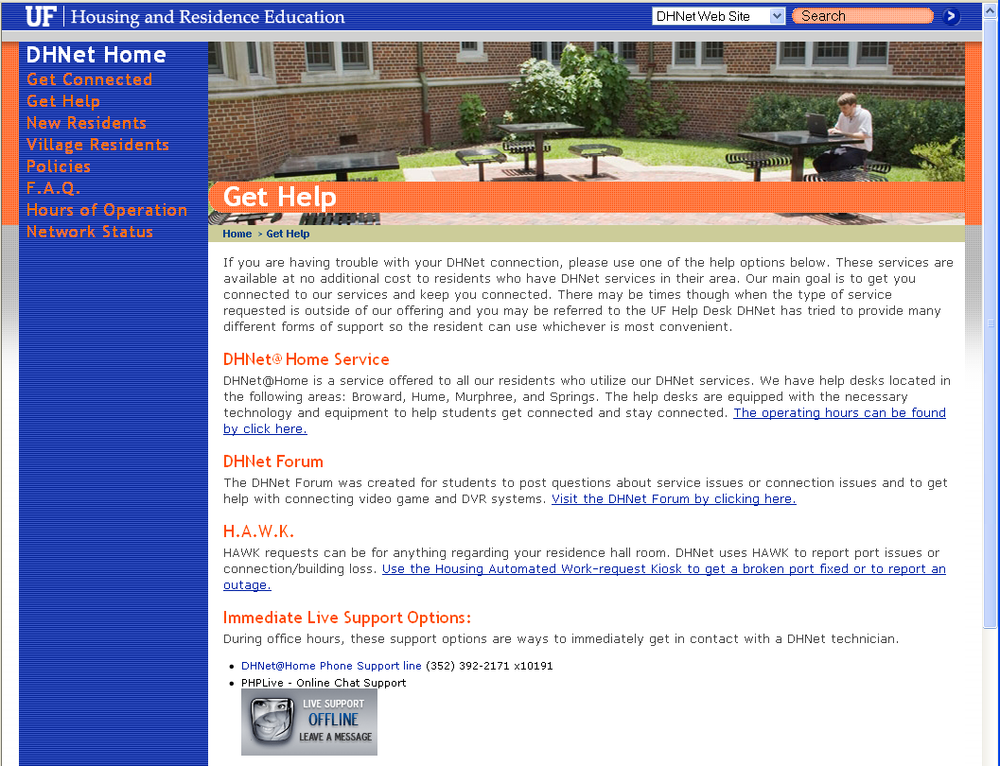 UF Housing and Residence Education
DHNet Web Site
Search
DHNet Home
Get Connected
Get Help
New Residents
Village Residents
Policies
F.A.Q.
Hours of Operation
Network Status
Get Help
Home > Get Help
If you are having trouble with your DHNet connection, please use one of the help options below. These services are
available at no additional cost to residents who have DHNet services in their area. Our main goal is to get you
connected to our services and keep you connected. There may be times though when the type of service
requested is outside of our offering and you may be referred to the UF Help Desk DHNet has tried to provide many
different forms of support so the resident can use whichever is most convenient.
DHNet@Home Service
DHNet@Home is a service offered to all our residents who utilize our DHNet services. We have help desks located in
the following areas: Broward, Hume, Murphree, and Springs. The help desks are equipped with the necessary
technology and equipment to help students get connected and stay connected. The operating hours can be found
by click here.
DHNet Forum
The DHNet Forum was created for students to post questions about service issues or connection issues and to get
help with connecting video game and DVR systems. Visit the DHNet Forum by clicking here.
H.A.W.K.
HAWK requests can be for anything regarding your residence hall room. DHNet uses HAWK to report port issues or
connection/building loss. Use the Housing Automated Work-request Kiosk to get a broken port fixed or to report an
outage.
Immediate Live Support Options:
During office hours, these support options are ways to immediately get in contact with a DHNet technician.
• DHNet@Home Phone Support line (352) 392-2171 x10191
• PHPLive - Online Chat Support
LIVE SUPPORT
OFFLINE
LEAVE A MESSAGE